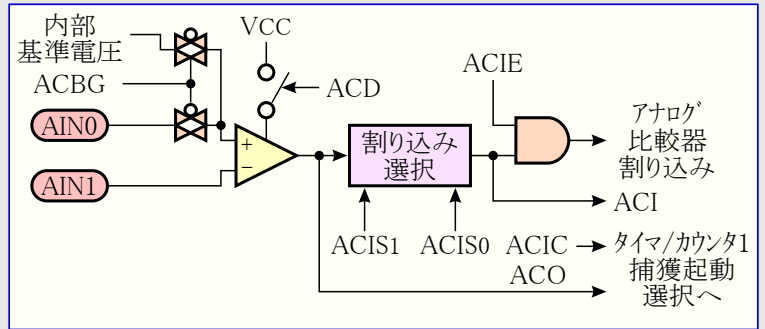 内部
基準電圧
VCC
ACBG
ACD
ACIE
AIN0
AIN1
+
−
割り込み
選択
アナログ
比較器
割り込み
ACI
ACIS1
ACIS0
ACIC
タイマ/カウンタ1
捕獲起動
選択へ
ACO